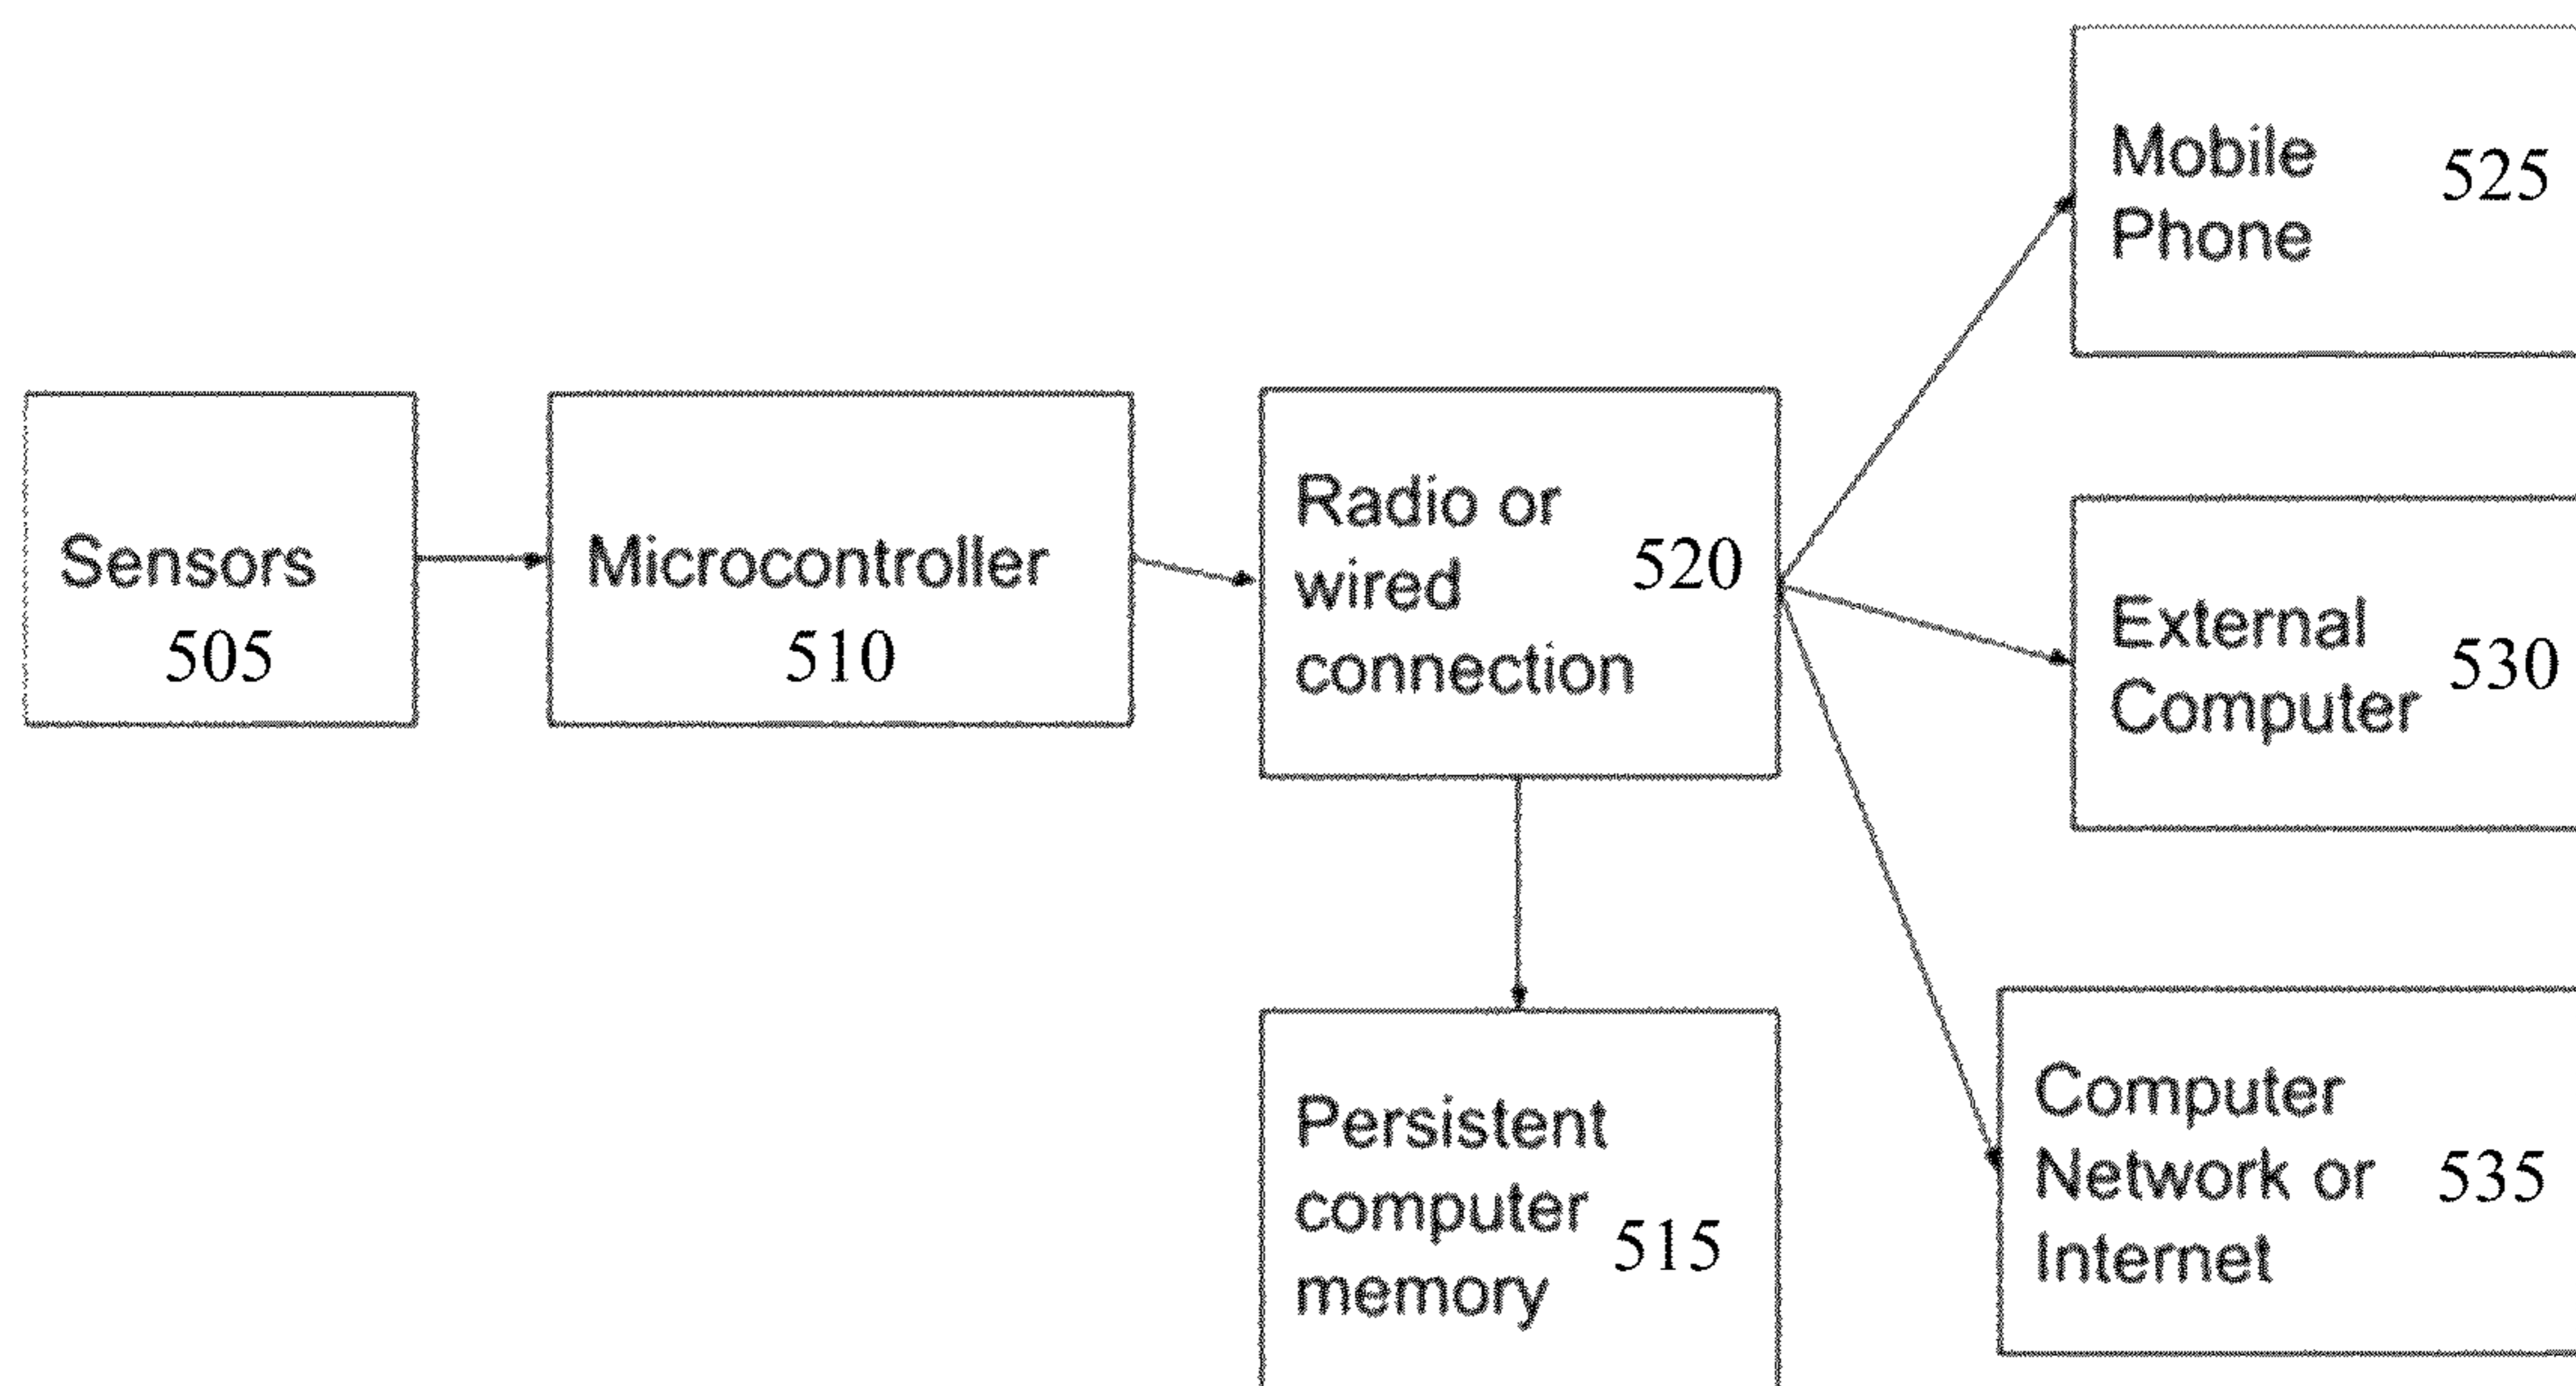 Sensors
505
Microcontroller
510
Radio or
wired
connection
520
Persistent
computer
memory
515
Mobile
Phone
525
External
Computer
530
Computer
Network or
Internet
535